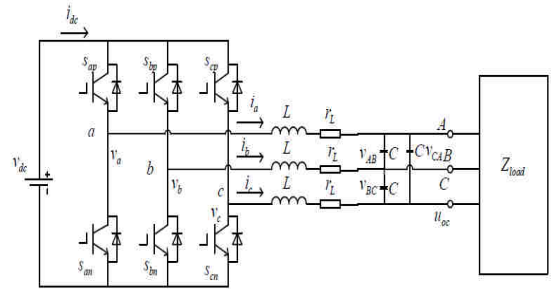 i_dc
s_ap s_bp s_cp
i_a L r_L A
a
v_a i_b L r_L v_AB C C v_CA B
v_dc b Z_load
v_b i_c L r_L v_BC C C
c
v_c u_oc
s_an s_bn s_cn